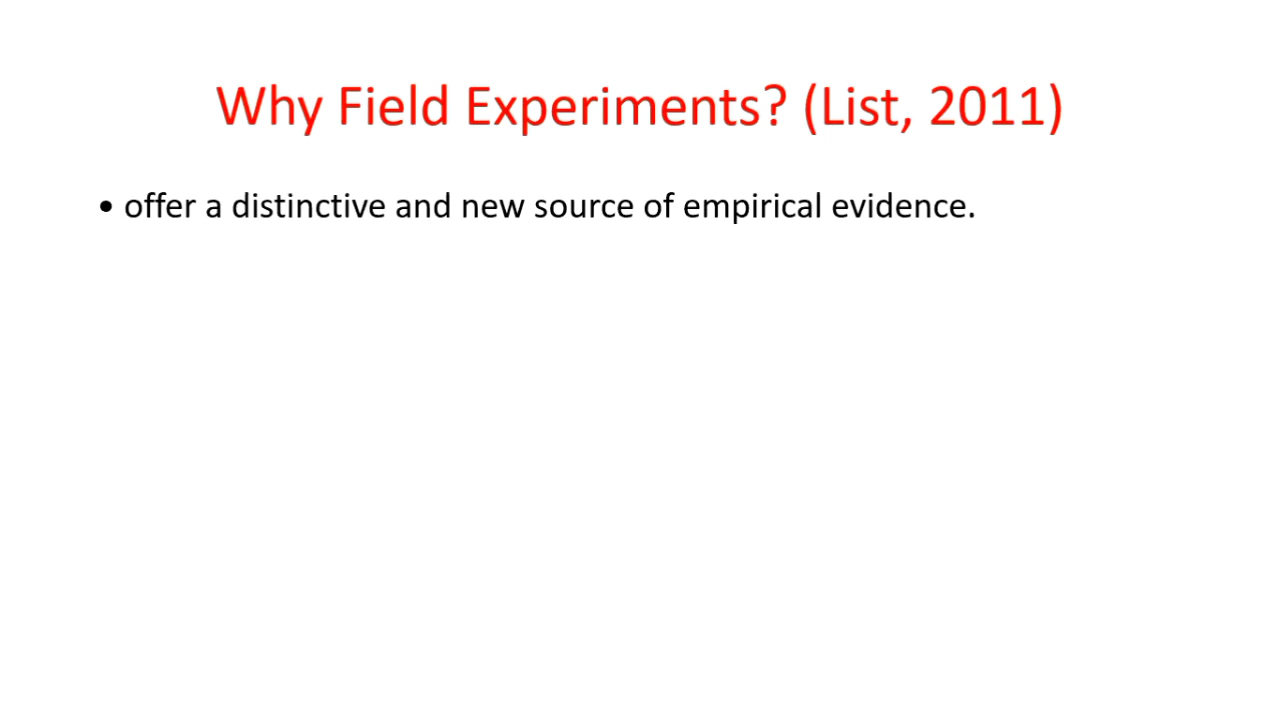 Why Field Experiments? (List, 2011)
• offer a distinctive and new source of empirical evidence.